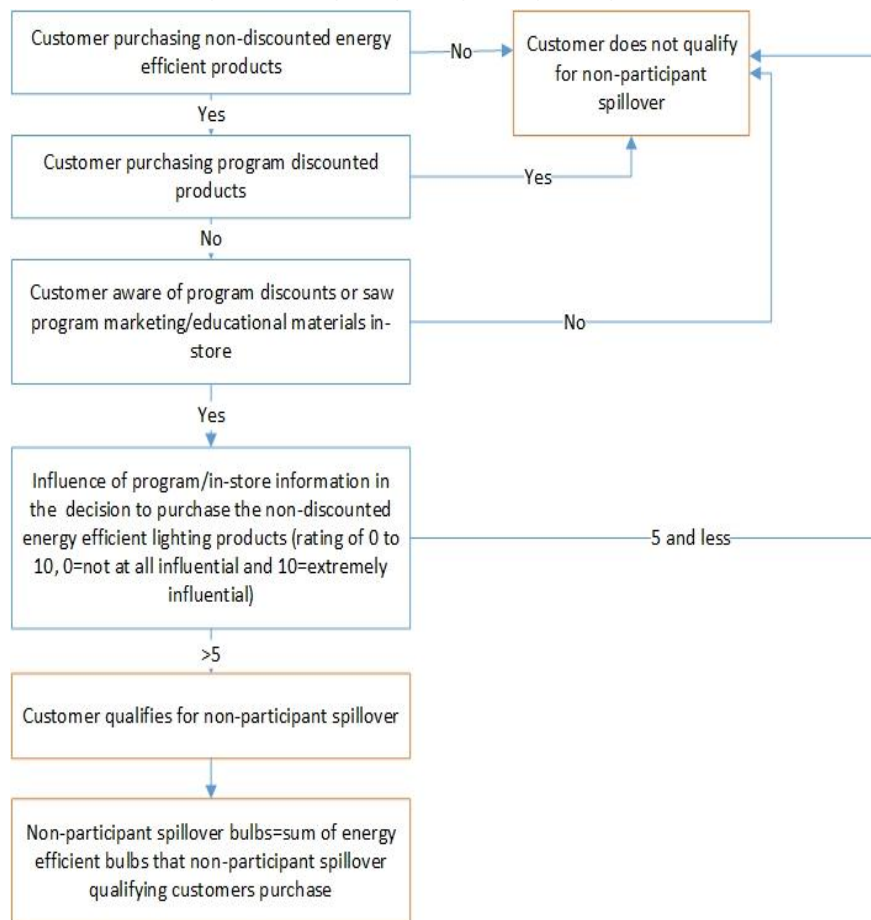 Customer purchasing non-discounted energy
efficient products
No
Customer does not qualify
for non-participant
spillover
Yes
Customer purchasing program discounted
products
Yes
No
Customer aware of program discounts or saw
program marketing/educational materials in-
store
No
Yes
Influence of program/in-store information in
the decision to purchase the non-discounted
energy efficient lighting products (rating of 0 to
10, 0=not at all influential and 10=extremely
influential)
5 and less
>5
Customer qualifies for non-participant spillover
Non-participant spillover bulbs=sum of energy
efficient bulbs that non-participant spillover
qualifying customers purchase